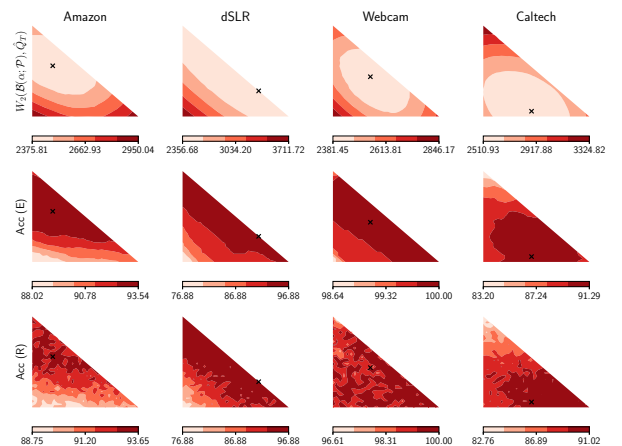 Amazon dSLR Webcam Caltech
W₂(B(α; P), Q̂_T)
2375.81 2662.93 2950.04 2356.68 3034.20 3711.72 2381.45 2613.81 2846.17 2510.93 2917.88 3324.82
Acc (E)
88.02 90.78 93.54 76.88 86.88 96.88 98.64 99.32 100.00 83.20 87.24 91.29
Acc (R)
88.75 91.20 93.65 76.88 86.88 96.88 96.61 98.31 100.00 82.76 86.89 91.02